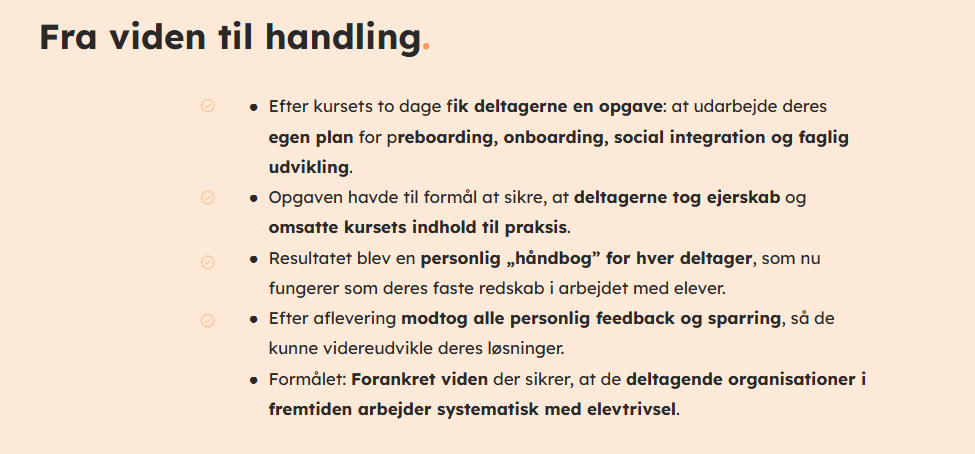 Fra viden til handling.
• Efter kursets to dage fik deltagerne en opgave: at udarbejde deres
egen plan for preboarding, onboarding, social integration og faglig
udvikling.
• Opgaven havde til formål at sikre, at deltagerne tog ejerskab og
omsatte kursets indhold til praksis.
• Resultatet blev en personlig „håndbog” for hver deltager, som nu
fungerer som deres faste redskab i arbejdet med elever.
• Efter aflevering modtog alle personlig feedback og sparring, så de
kunne videreudvikle deres løsninger.
• Formålet: Forankret viden der sikrer, at de deltagende organisationer i
fremtiden arbejder systematisk med elevtrivsel.